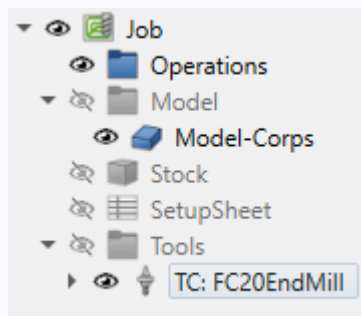 Job
Operations
Model
Model-Corps
Stock
SetupSheet
Tools
TC: FC20EndMill